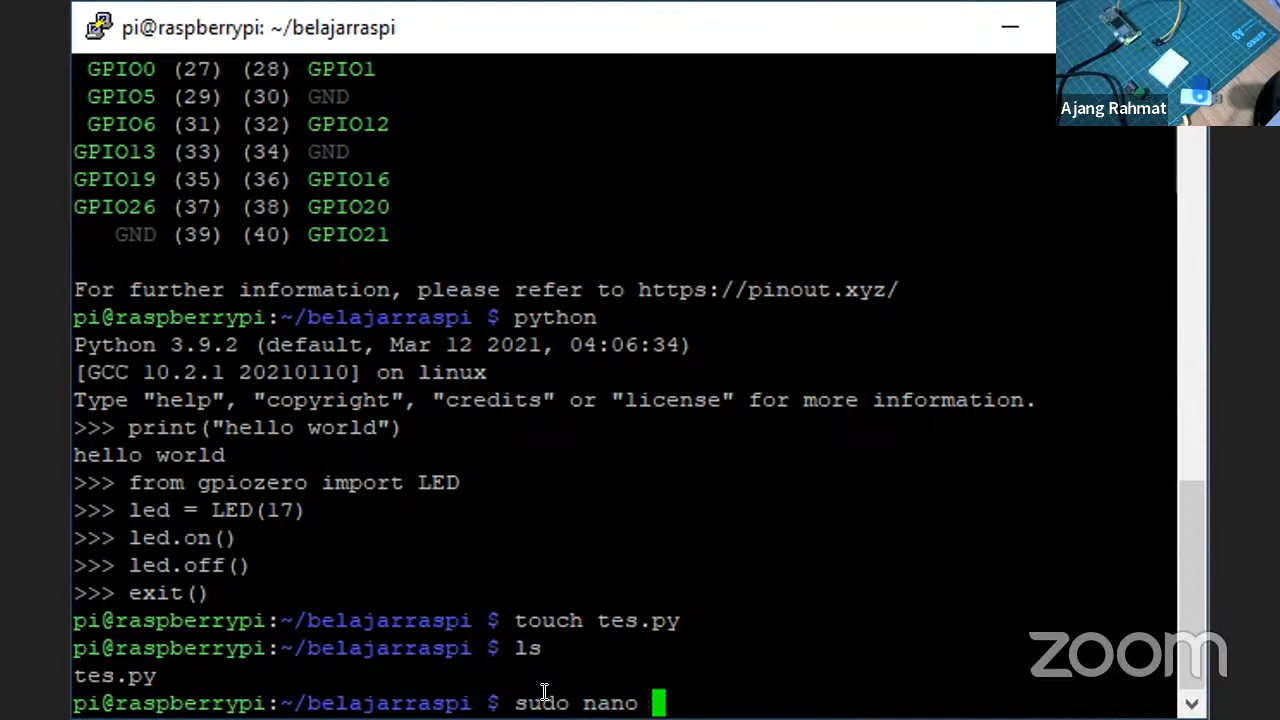 pi@raspberrypi: ~/belajarraspi
GPIO0 (27) (28) GPIO1
GPIO5 (29) (30) GND
GPIO6 (31) (32) GPIO12
GPIO13 (33) (34) GND
GPIO19 (35) (36) GPIO16
GPIO26 (37) (38) GPIO20
GND (39) (40) GPIO21
For further information, please refer to https://pinout.xyz/
pi@raspberrypi:~/belajarraspi $ python
Python 3.9.2 (default, Mar 12 2021, 04:06:34)
[GCC 10.2.1 20210110] on linux
Type "help", "copyright", "credits" or "license" for more information.
>>> print("hello world")
hello world
>>> from gpiozero import LED
>>> led = LED(17)
>>> led.on()
>>> led.off()
>>> exit()
pi@raspberrypi:~/belajarraspi $ touch tes.py
pi@raspberrypi:~/belajarraspi $ ls
tes.py
pi@raspberrypi:~/belajarraspi $ sudo nano
A3
Ajang Rahmat
zoom